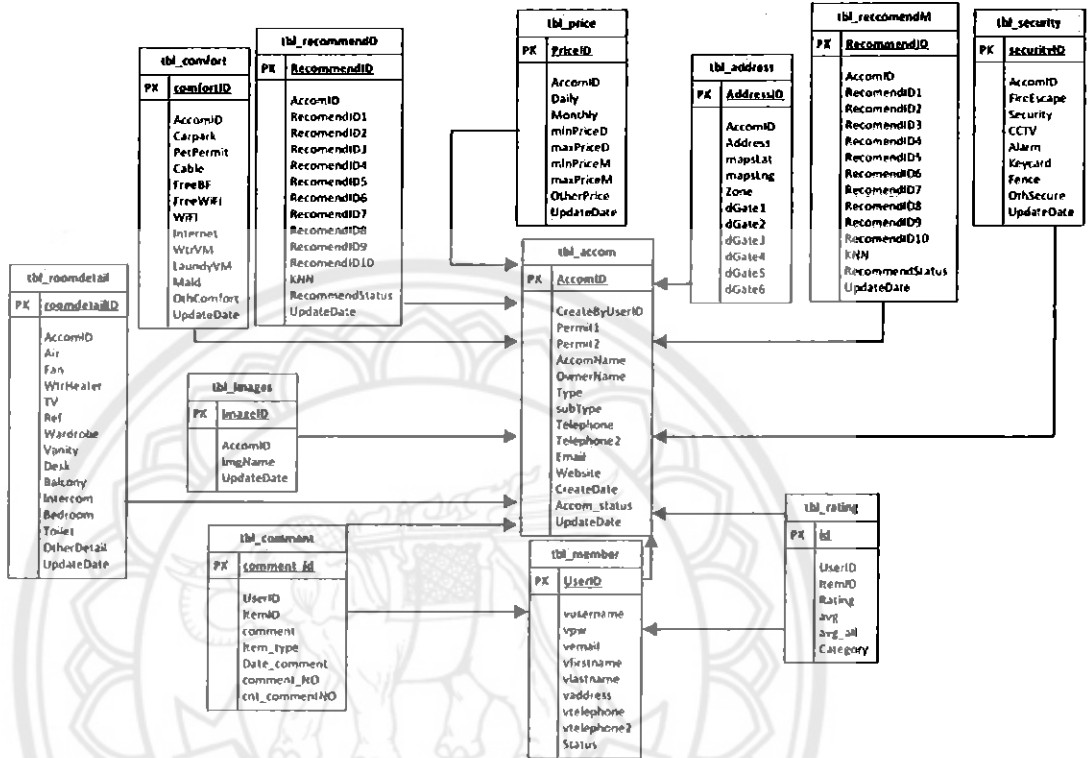 tbl_price
PK PriceID
AccomID
Daily
Monthly
minPriceD
maxPriceD
minPriceM
maxPriceM
OtherPrice
UpdateDate
tbl_reccomendM
PK RecommendID
AccomID
RecomendID1
RecomendID2
RecomendID3
RecomendID4
RecomendID5
RecomendID6
RecomendID7
RecomendID8
RecomendID9
RecomendID10
KNN
RecommendStatus
UpdateDate
tbl_security
PK securityID
AccomID
FireEscape
Security
CCTV
Alarm
Keycard
Fence
OthSecure
UpdateDate
tbl_recommendD
PK RecommendID
AccomID
RecomendID1
RecomendID2
RecomendID3
RecomendID4
RecomendID5
RecomendID6
RecomendID7
RecomendID8
RecomendID9
RecomendID10
KNN
RecommendStatus
UpdateDate
tbl_comfort
PK comfortID
AccomID
Carpark
PetPermit
Cable
FreeBF
FreeWiFi
WiFi
Internet
WtrVM
LaundyVM
Maid
OthComfort
UpdateDate
tbl_address
PK AddressID
AccomID
Address
mapsLat
mapsLng
Zone
dGate1
dGate2
dGate3
dGate4
dGate5
dGate6
tbl_accom
PK AccomID
CreateByUserID
Permit1
Permit2
AccomName
OwnerName
Type
subType
Telephone
Telephone2
Email
Website
CreateDate
Accom_status
UpdateDate
tbl_roomdetail
PK roomdetailID
AccomID
Air
Fan
WtrHeater
TV
Ref
Wardrobe
Vanity
Desk
Balcony
Intercom
Bedroom
Toilet
OtherDetail
UpdateDate
tbl_images
PK ImageID
AccomID
ImgName
UpdateDate
tbl_rating
PK id
UserID
ItemID
Rating
avg
avg_all
Category
tbl_comment
PK comment_id
UserID
ItemID
comment
Item_type
Date_comment
comment_NO
cnt_commentNO
tbl_member
PK UserID
vusername
vpw
vemail
vfirstname
vlastname
vaddress
vtelephone
vtelephone2
Status